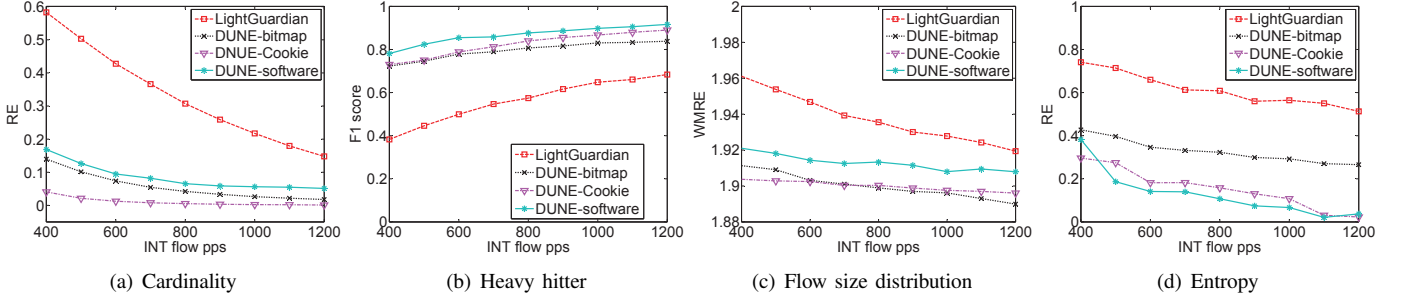 0.6
0.5
0.4
0.3
0.2
0.1
0
RE
LightGuardian
DUNE-bitmap
DNUE-Cookie
DUNE-software
400 600 800 1000 1200
INT flow pps
(a) Cardinality
1
0.8
0.6
0.4
0.2
0
F1 score
LightGuardian
DUNE-bitmap
DUNE-Cookie
DUNE-software
400 600 800 1000 1200
INT flow pps
(b) Heavy hitter
2
1.98
1.96
1.94
1.92
1.9
1.88
WMRE
LightGuardian
DUNE-bitmap
DUNE-Cookie
DUNE-software
400 600 800 1000 1200
INT flow pps
(c) Flow size distribution
1
0.8
0.6
0.4
0.2
0
RE
LightGuardian
DUNE-bitmap
DUNE-Cookie
DUNE-software
400 600 800 1000 1200
INT flow pps
(d) Entropy